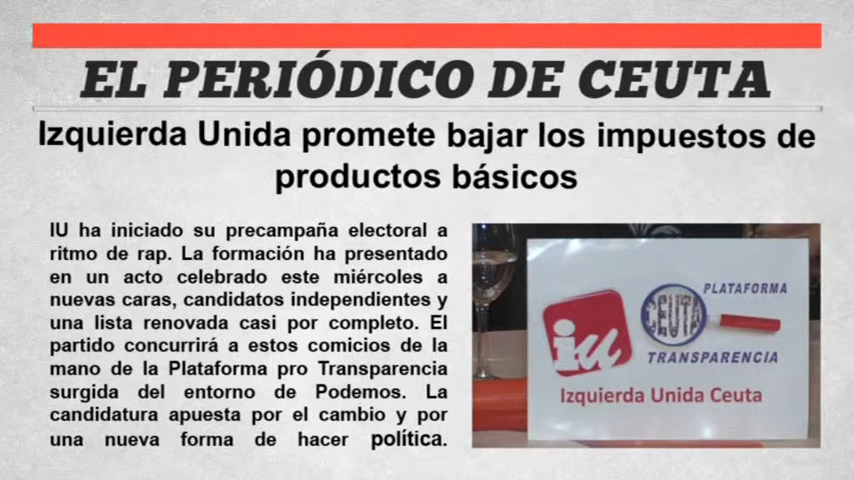 EL PERIÓDICO DE CEUTA
Izquierda Unida promete bajar los impuestos de
productos básicos
IU ha iniciado su precampaña electoral a
ritmo de rap. La formación ha presentado
en un acto celebrado este miércoles a
nuevas caras, candidatos independientes y
una lista renovada casi por completo. El
partido concurrirá a estos comicios de la
mano de la Plataforma pro Transparencia
surgida del entorno de Podemos. La
candidatura apuesta por el cambio y por
una nueva forma de hacer política.
PLATAFORMA
CEUTA
iu
TRANSPARENCIA
Izquierda Unida Ceuta